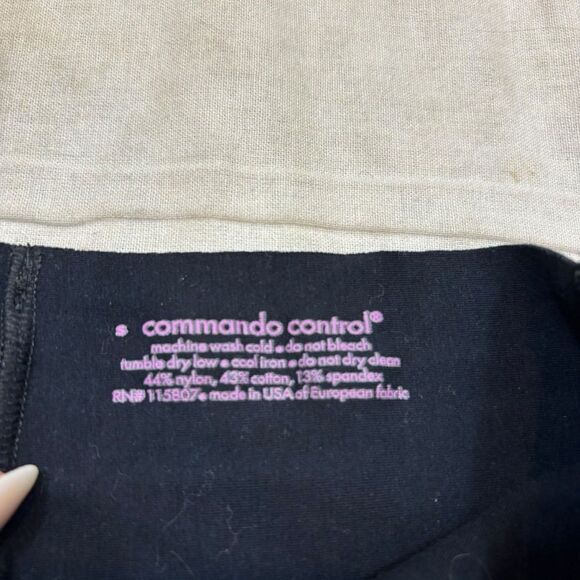 s commando control®
machine wash cold • do not bleach
tumble dry low • cool iron • do not dry clean
44% nylon, 43% cotton, 13% spandex
RN# 115807 • made in USA of European fabric